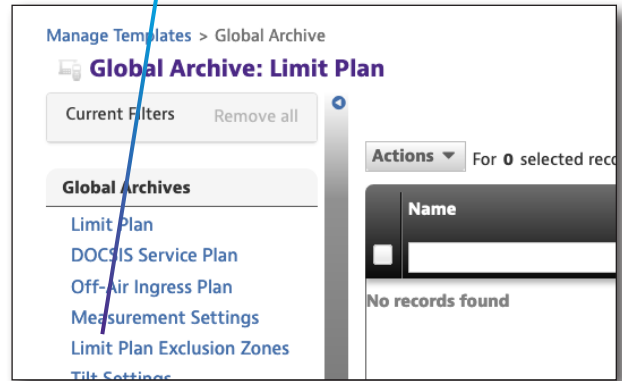 Manage Templates > Global Archive
Global Archive: Limit Plan
Current Filters Remove all
Global Archives
Limit Plan
DOCSIS Service Plan
Off-Air Ingress Plan
Measurement Settings
Limit Plan Exclusion Zones
Tilt Settings
Actions For 0 selected reco
Name
No records found